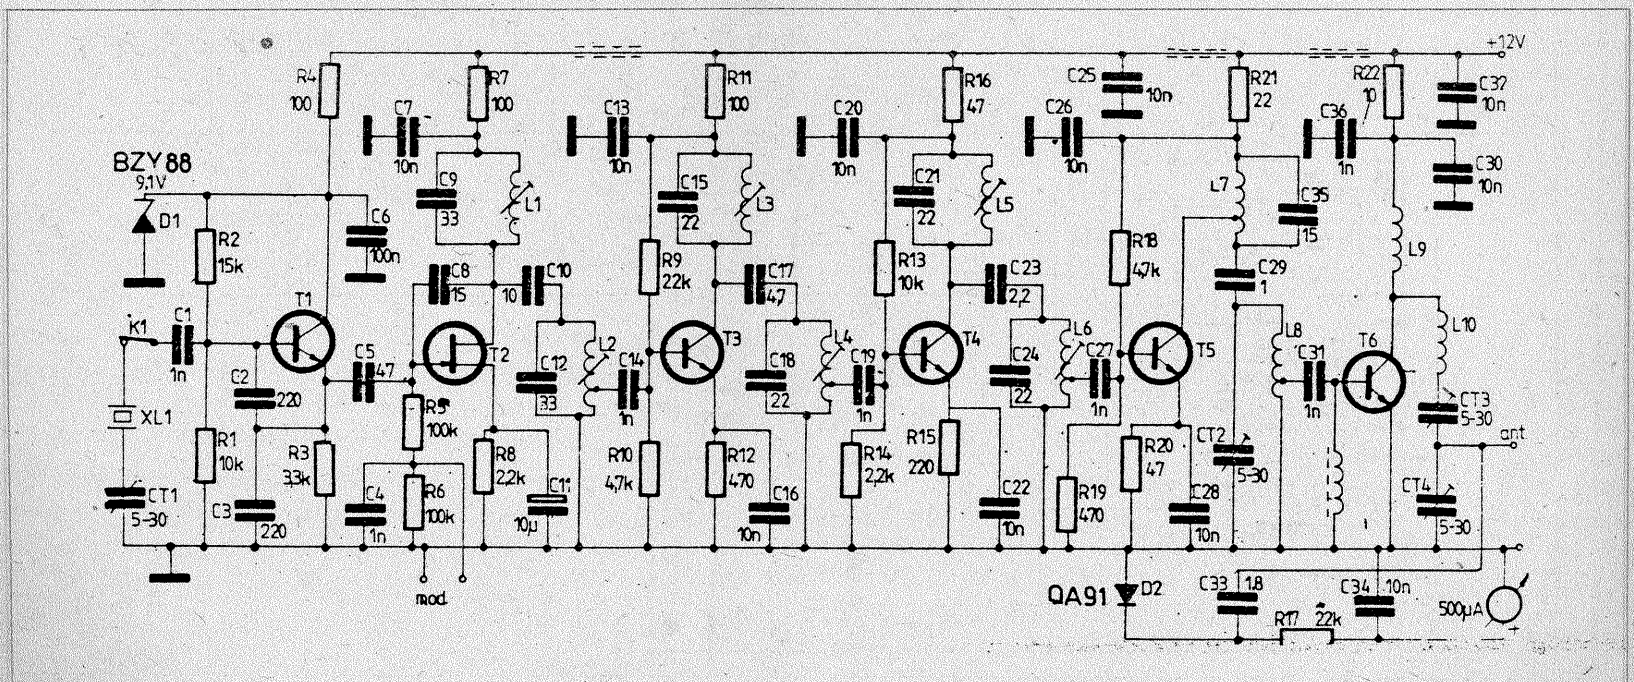 +12V
R4
100
R7
100
C7
10n
C13
10n
R11
100
C20
10n
R16
47
C25
10n
C26
10n
R21
22
R22
10
C36
1n
C32
10n
C30
10n
BZY88
9,1V
D1
R2
15k
C6
100n
C9
33
L1
C15
22
L3
C21
22
L5
L7
C35
15
L9
C8
15
C10
10
R9
22k
C17
4,7
R13
10k
C23
2,2
R18
4,7k
C29
1
K1
C1
1n
T1
T2
L2
T3
L4
T4
L6
T5
L8
T6
L10
C5
47
C12
33
C14
1n
C18
22
C19
1n
C24
22
C27
1n
C31
1n
C2
220
XL1
R1
10k
R3
3,3k
R5
100k
R6
100k
C4
1n
R8
2,2k
C11
10µ
R10
4,7k
R12
470
C16
10n
R14
2,2k
R15
220
C22
10n
R19
470
R20
47
C28
10n
CT2
5-30
CT3
5-30
ant.
CT4
5-30
CT1
5-30
C3
220
mod
QA91
D2
C33
1,8
R17
22k
C34
10n
500µA
+